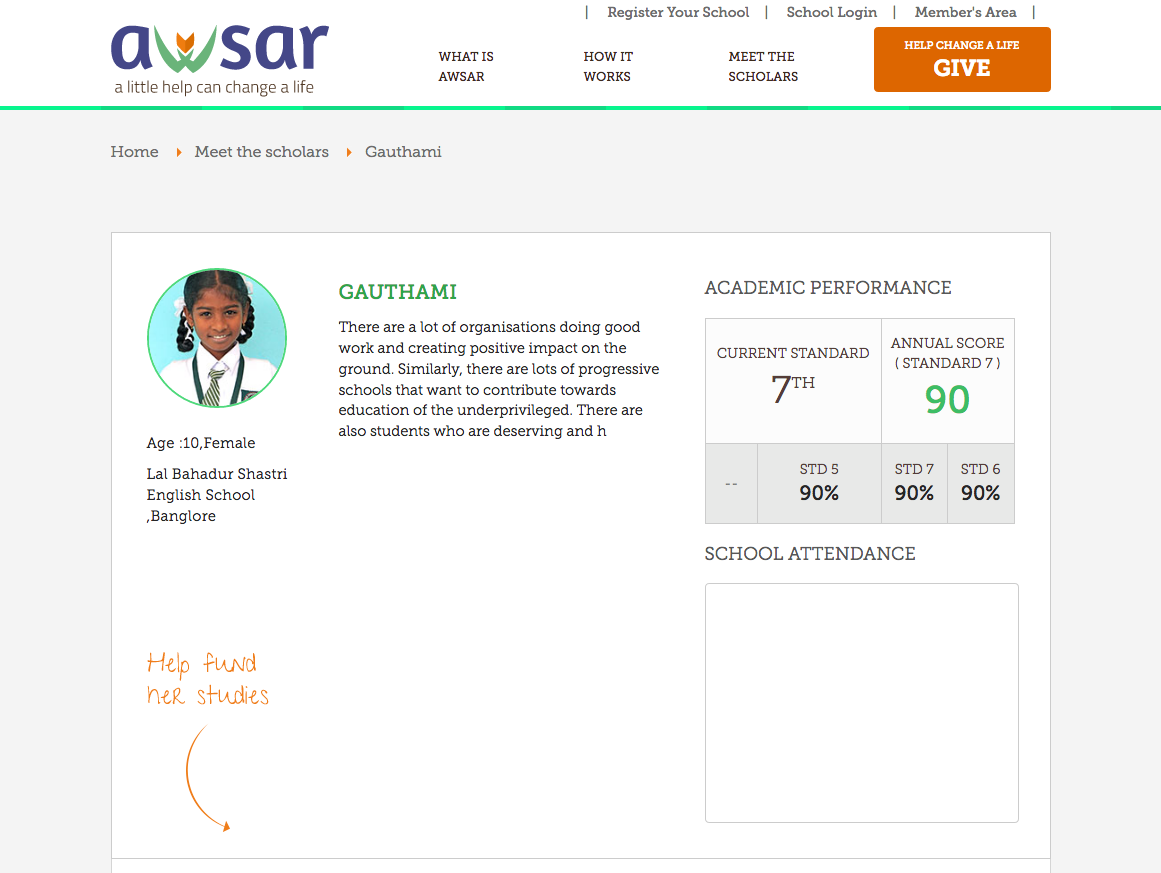 | Register Your School | School Login | Member's Area |
awsar
a little help can change a life
WHAT IS
AWSAR
HOW IT
WORKS
MEET THE
SCHOLARS
HELP CHANGE A LIFE
GIVE
Home Meet the scholars Gauthami
GAUTHAMI
There are a lot of organisations doing good
work and creating positive impact on the
ground. Similarly, there are lots of progressive
schools that want to contribute towards
education of the underprivileged. There are
also students who are deserving and h
Age :10,Female
Lal Bahadur Shastri
English School
,Banglore
Help fund
her studies
ACADEMIC PERFORMANCE
CURRENT STANDARD
7TH
ANNUAL SCORE
( STANDARD 7 )
90
--
STD 5
90%
STD 7
90%
STD 6
90%
SCHOOL ATTENDANCE